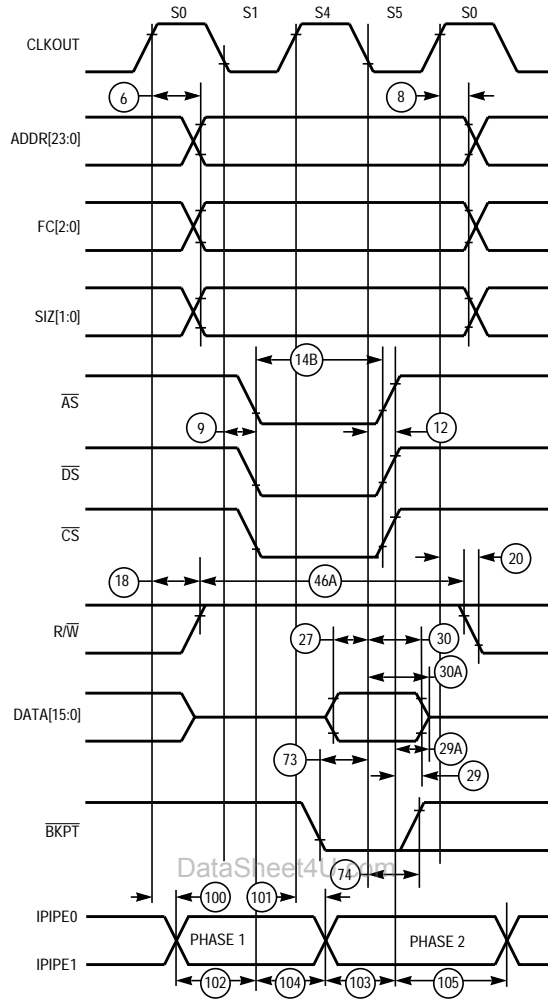 S0 S1 S4 S5 S0
CLKOUT
6 8
ADDR[23:0]
FC[2:0]
SIZ[1:0]
14B
AS
9 12
DS
CS
20
18 46A
R/W
27 30
30A
DATA[15:0]
29A
73 29
BKPT
DataSheet4U.com
74
100 101
IPIPE0
PHASE 1 PHASE 2
IPIPE1
102 104 103 105